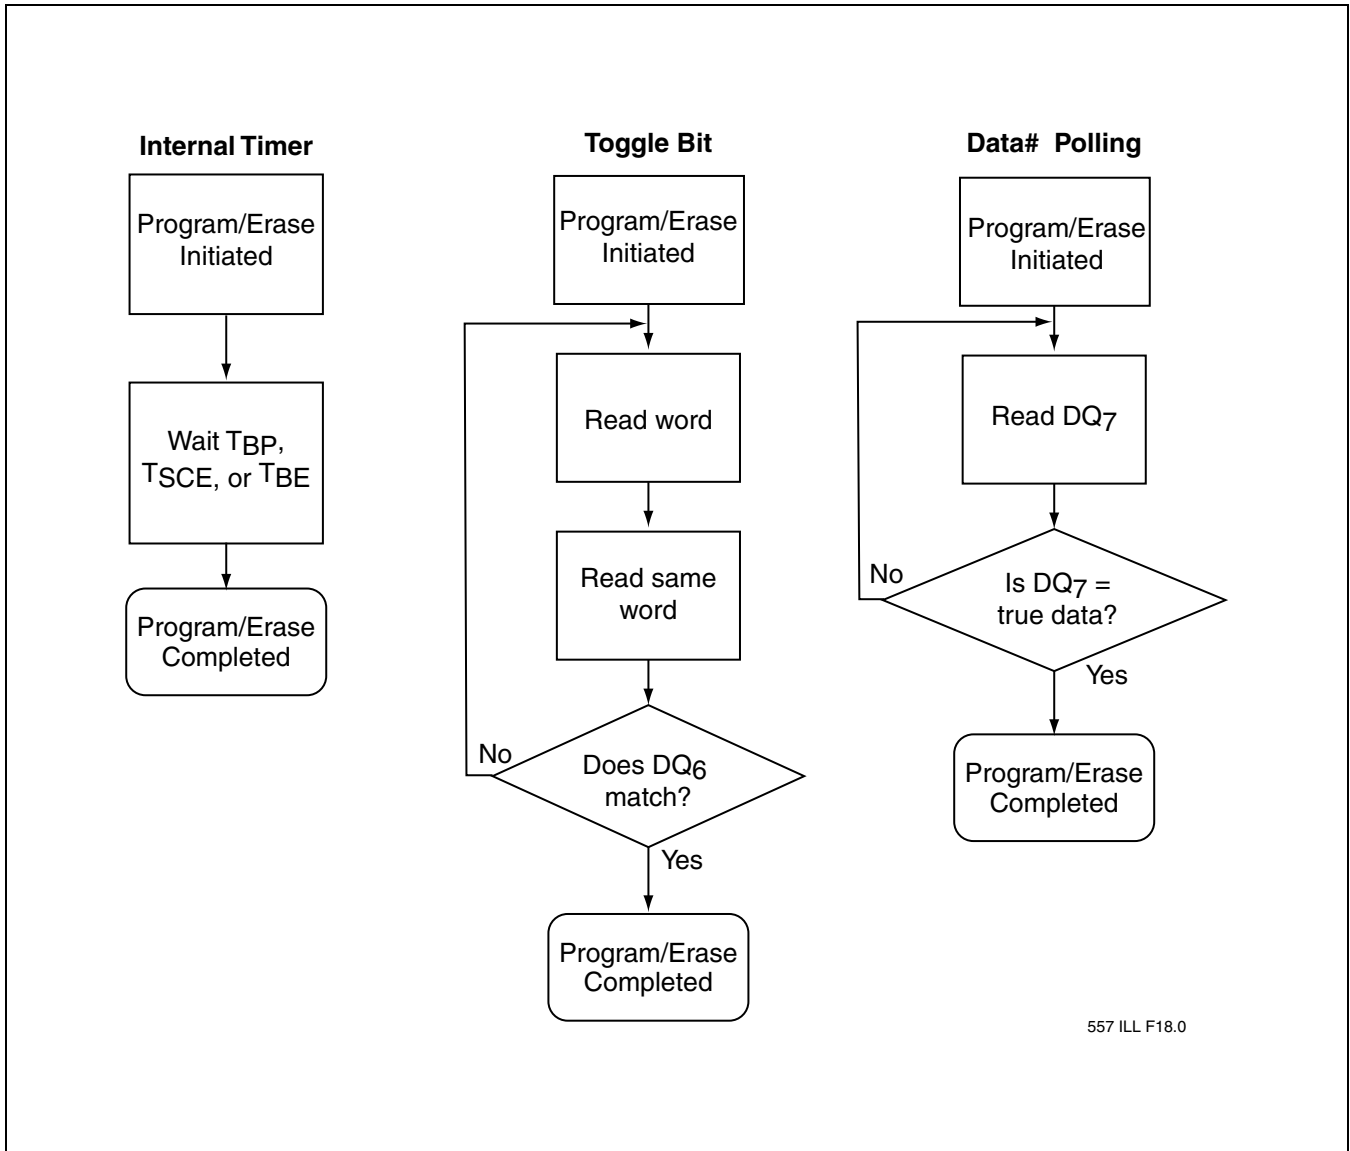 Internal Timer
Program/Erase
Initiated
Wait TBP,
TSCE, or TBE
Program/Erase
Completed
Toggle Bit
Program/Erase
Initiated
Read word
Read same
word
Does DQ6
match?
No
Yes
Program/Erase
Completed
Data# Polling
Program/Erase
Initiated
Read DQ7
Is DQ7 =
true data?
No
Yes
Program/Erase
Completed
557 ILL F18.0